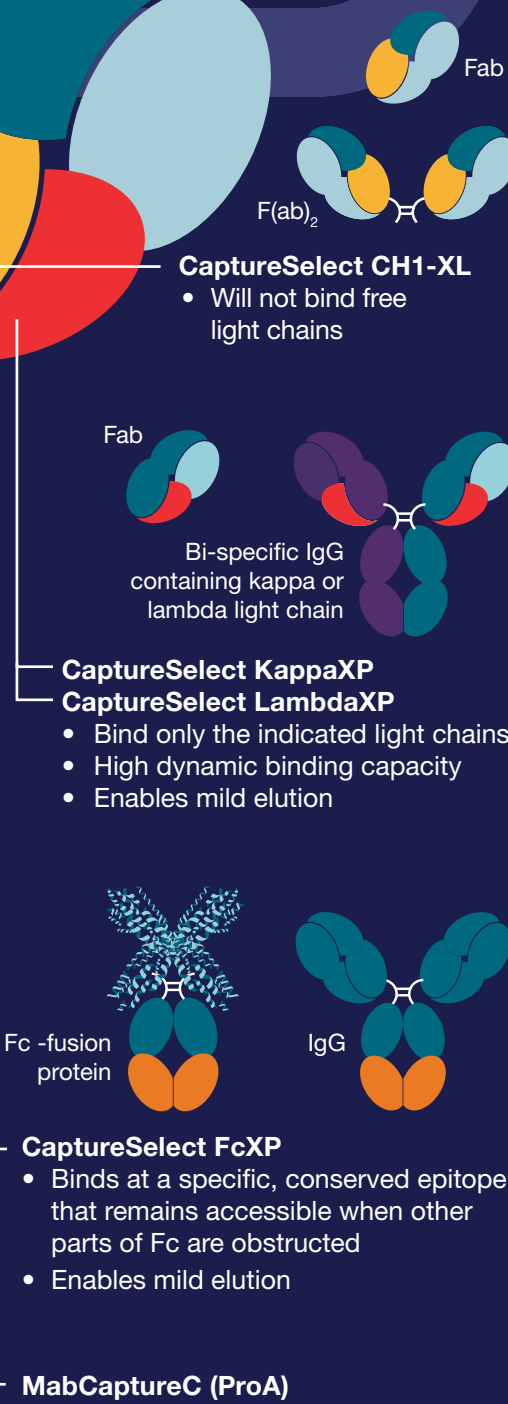 Fab
F(ab)2
CaptureSelect CH1-XL
• Will not bind free
light chains
Fab
Bi-specific IgG
containing kappa or
lambda light chain
CaptureSelect KappaXP
CaptureSelect LambdaXP
• Bind only the indicated light chains
• High dynamic binding capacity
• Enables mild elution
Fc -fusion
protein
IgG
CaptureSelect FcXP
• Binds at a specific, conserved epitope
that remains accessible when other
parts of Fc are obstructed
• Enables mild elution
MabCaptureC (ProA)